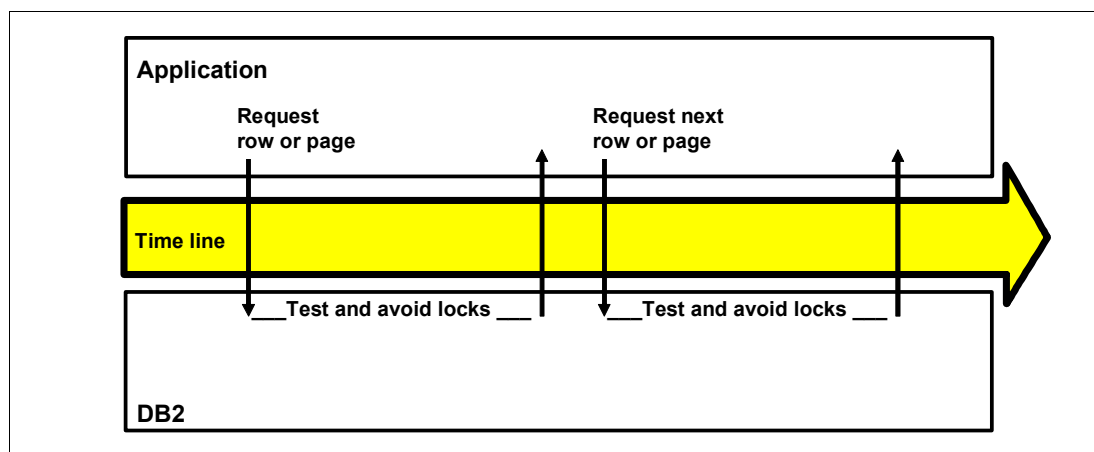 Application
Request
row or page
Request next
row or page
Time line
___Test and avoid locks ___
___Test and avoid locks ___
DB2